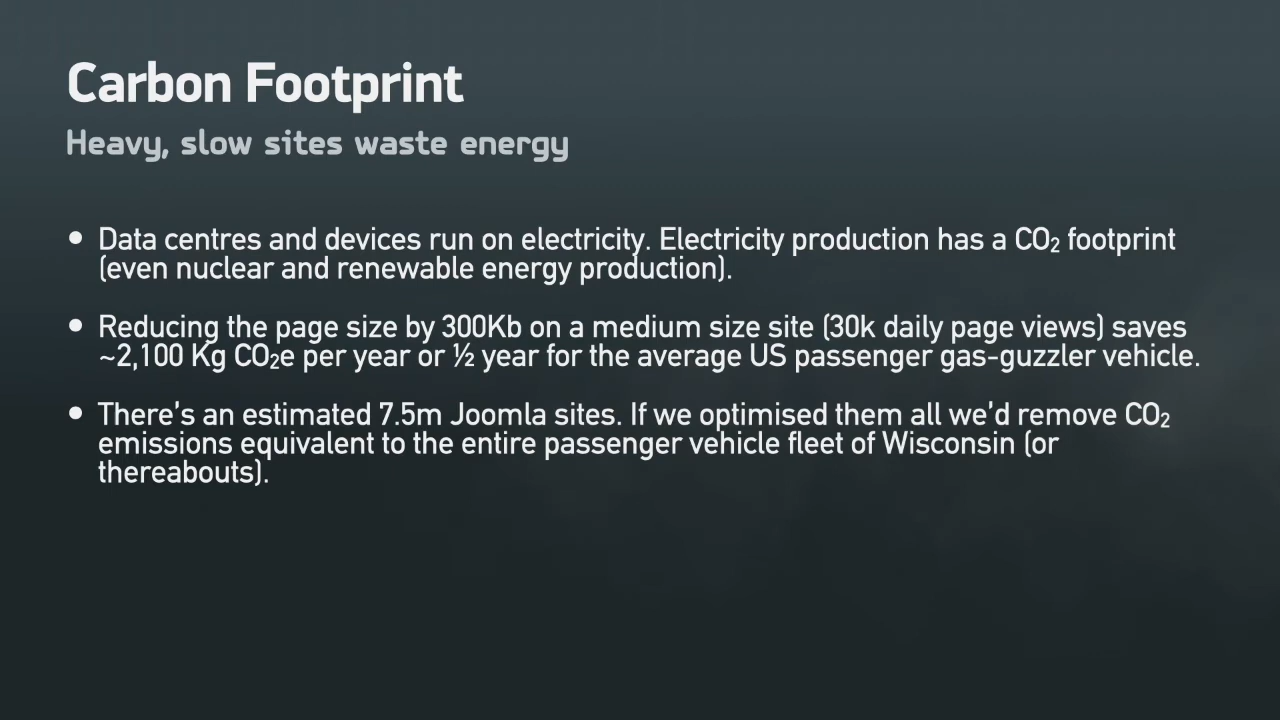 Carbon Footprint
Heavy, slow sites waste energy
• Data centres and devices run on electricity. Electricity production has a CO₂ footprint
(even nuclear and renewable energy production).
• Reducing the page size by 300Kb on a medium size site (30k daily page views) saves
~2,100 Kg CO₂e per year or ½ year for the average US passenger gas-guzzler vehicle.
• There's an estimated 7.5m Joomla sites. If we optimised them all we'd remove CO₂
emissions equivalent to the entire passenger vehicle fleet of Wisconsin (or
thereabouts).